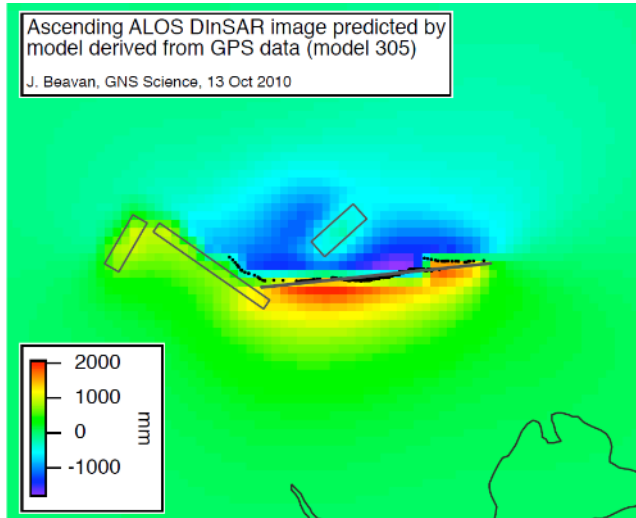 Ascending ALOS DInSAR image predicted by
model derived from GPS data (model 305)
J. Beavan, GNS Science, 13 Oct 2010
2000
1000
0
-1000
mm